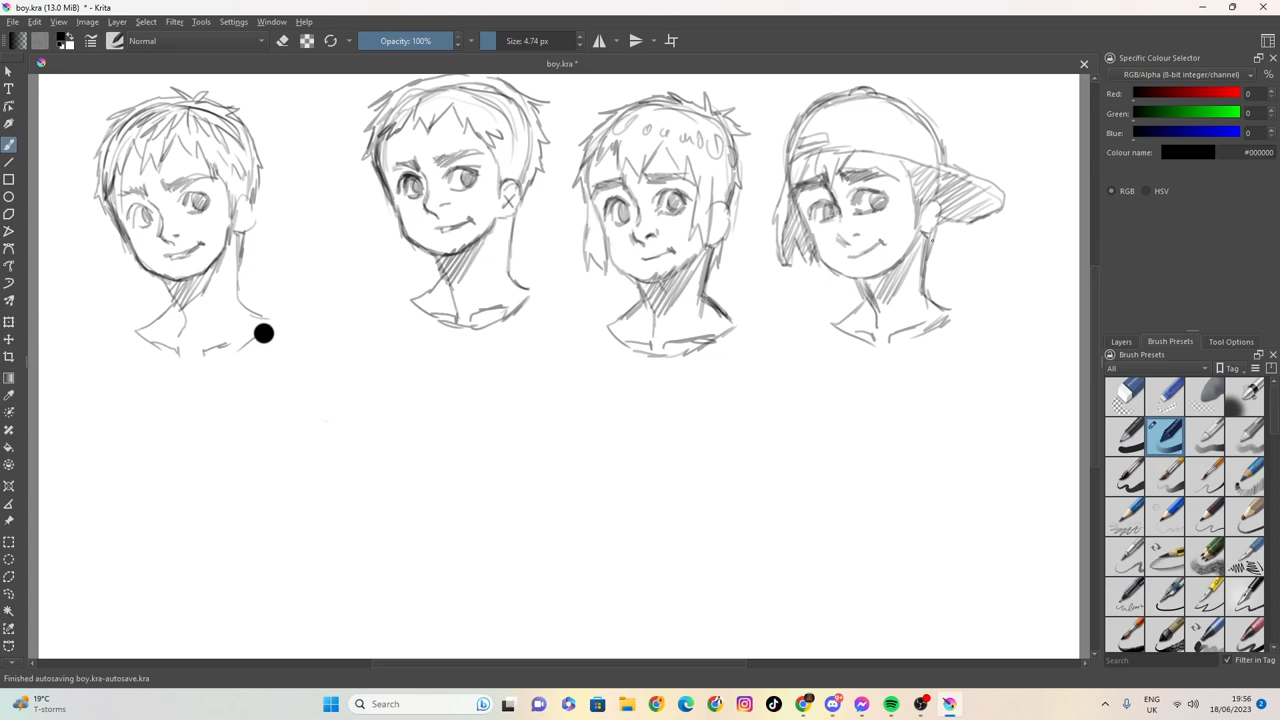 boy.kra (13.0 MiB) * - Krita
File Edit View Image Layer Select Filter Tools Settings Window Help
Normal
Opacity: 100%
Size: 4.74 px
boy.kra *
Specific Colour Selector
RGB/Alpha (8-bit integer/channel)
%
Red: 0
Green: 0
Blue: 0
Colour name: #000000
RGB HSV
Layers Brush Presets Tool Options
Brush Presets
All
Tag
Search
Filter in Tag
Finished autosaving boy.kra-autosave.kra
19°C
T-storms
Search
ENG
UK
19:56
18/06/2023
2